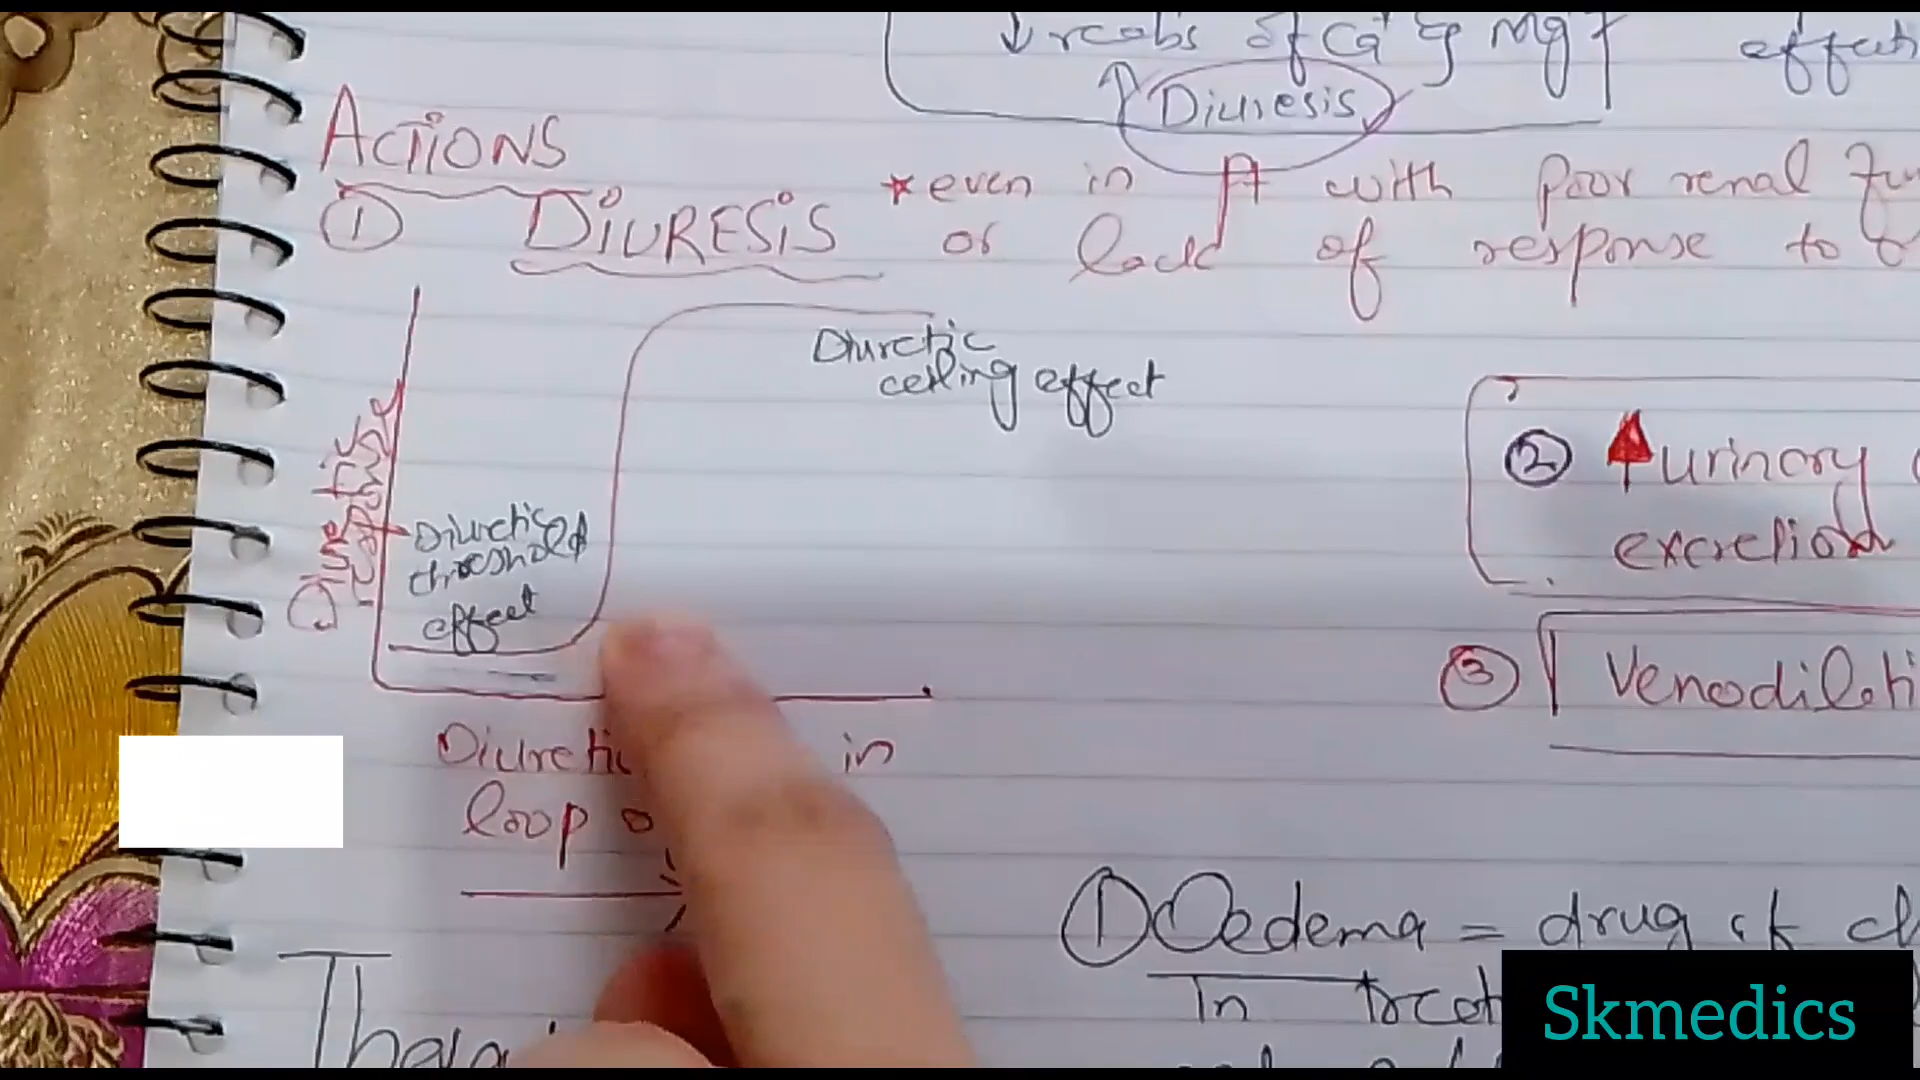 ↓ reabs of Ca⁺ & Mg⁺
effect
↑ Diuresis
ACTIONS
① DIURESIS *even in Pt with poor renal fun
or lack of response to
Diuretic
ceiling effect
Diuretic
response
Diuretic
threshold
effect
② ↑ urinary
excretion
③ Venodilati
Diuretic in
loop o
① Oedema = drug of ch
In treat
Thera
Skmedics